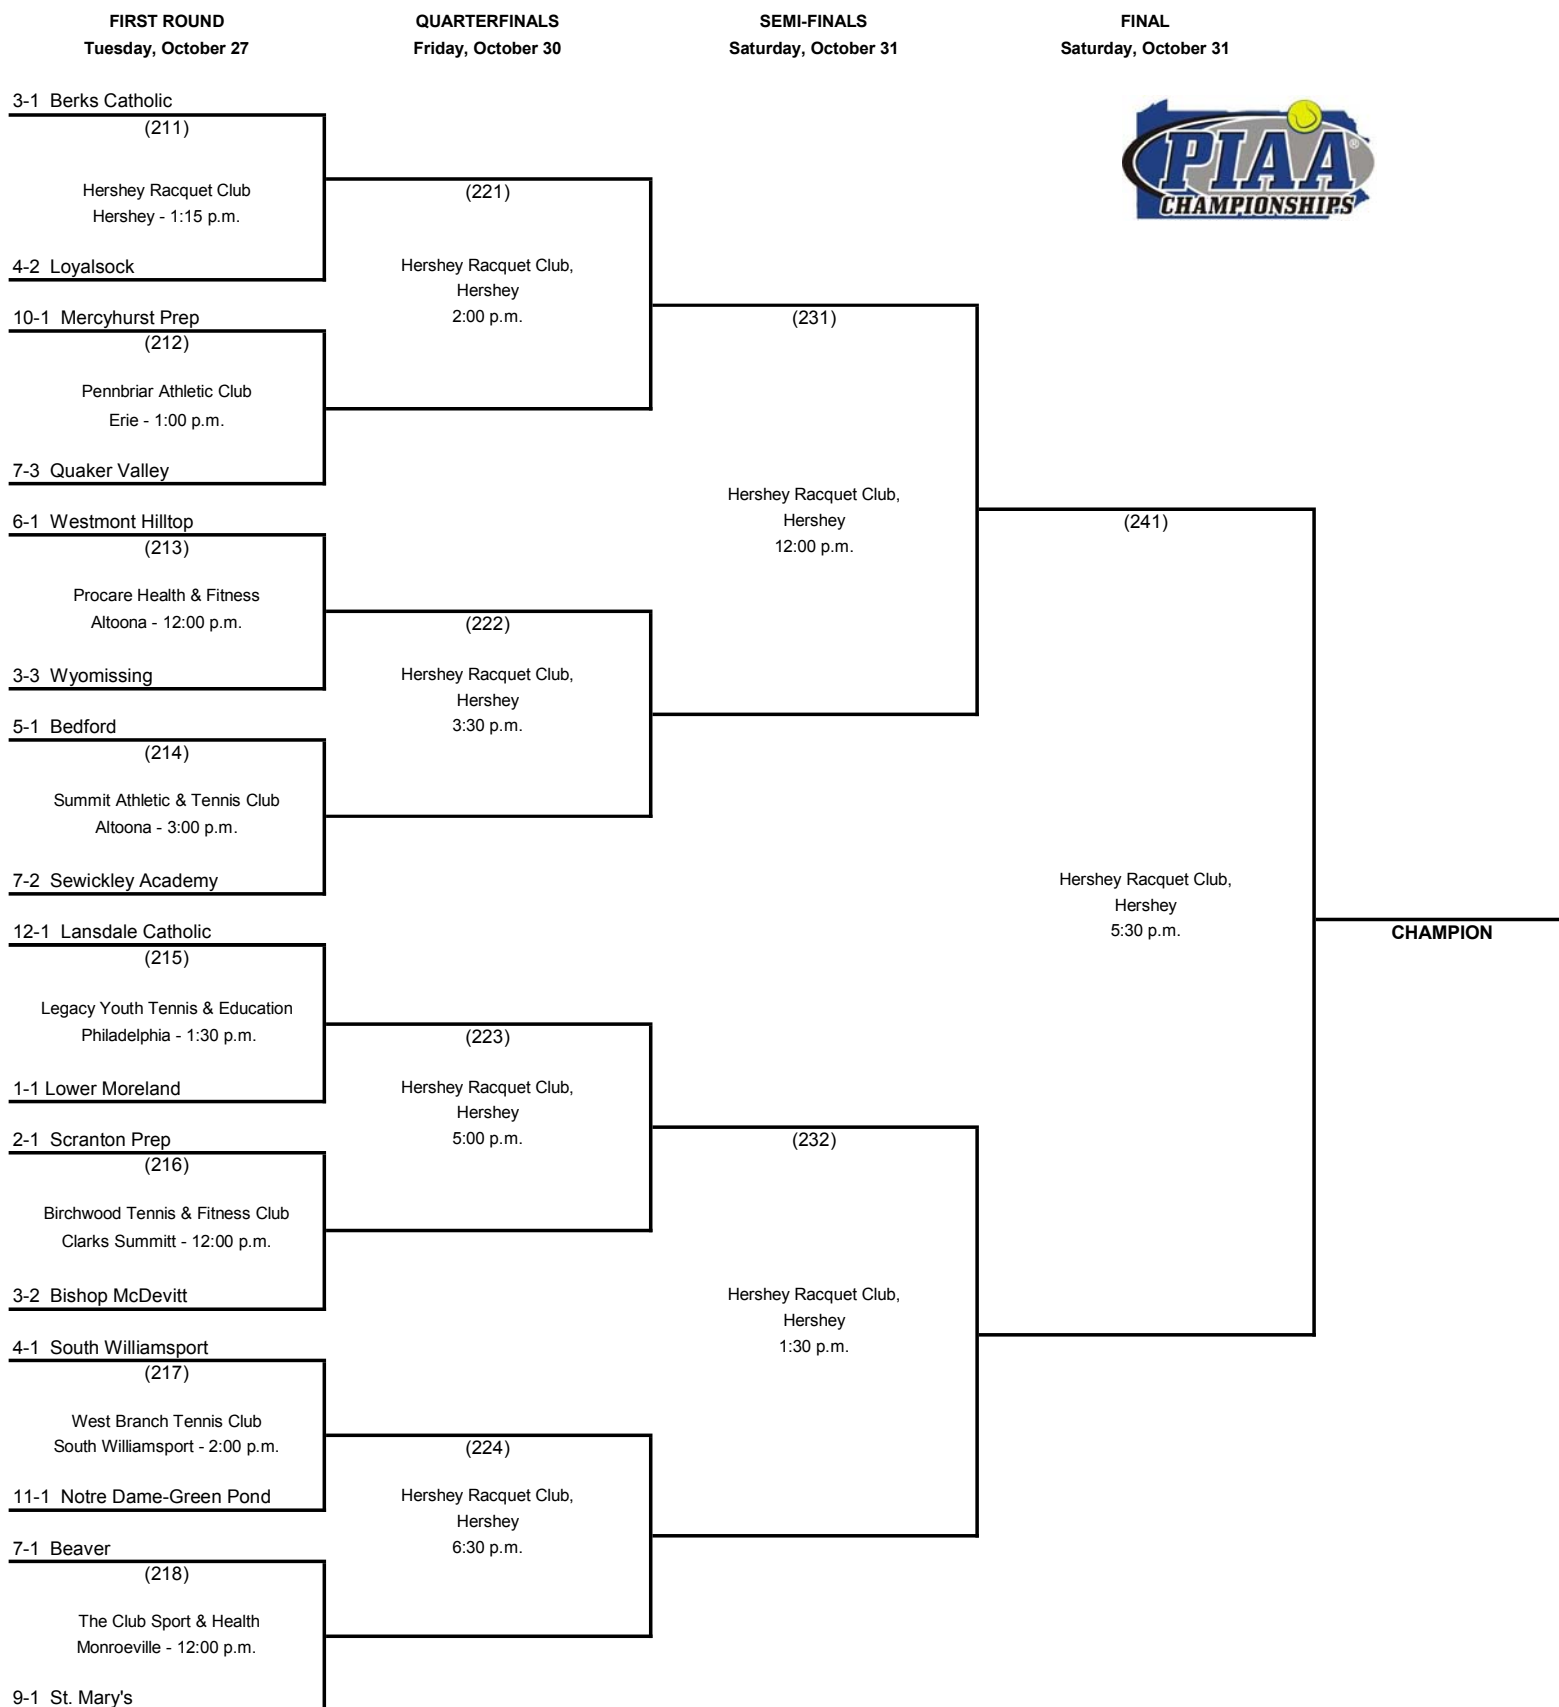 FIRST ROUND
Tuesday, October 27
QUARTERFINALS
Friday, October 30
SEMI-FINALS
Saturday, October 31
FINAL
Saturday, October 31
PIAA®
CHAMPIONSHIPS
3-1 Berks Catholic
(211)
Hershey Racquet Club
Hershey - 1:15 p.m.
4-2 Loyalsock
10-1 Mercyhurst Prep
(212)
Pennbriar Athletic Club
Erie - 1:00 p.m.
7-3 Quaker Valley
6-1 Westmont Hilltop
(213)
Procare Health & Fitness
Altoona - 12:00 p.m.
3-3 Wyomissing
5-1 Bedford
(214)
Summit Athletic & Tennis Club
Altoona - 3:00 p.m.
7-2 Sewickley Academy
12-1 Lansdale Catholic
(215)
Legacy Youth Tennis & Education
Philadelphia - 1:30 p.m.
1-1 Lower Moreland
2-1 Scranton Prep
(216)
Birchwood Tennis & Fitness Club
Clarks Summitt - 12:00 p.m.
3-2 Bishop McDevitt
4-1 South Williamsport
(217)
West Branch Tennis Club
South Williamsport - 2:00 p.m.
11-1 Notre Dame-Green Pond
7-1 Beaver
(218)
The Club Sport & Health
Monroeville - 12:00 p.m.
9-1 St. Mary's
(221)
Hershey Racquet Club,
Hershey
2:00 p.m.
(222)
Hershey Racquet Club,
Hershey
3:30 p.m.
(223)
Hershey Racquet Club,
Hershey
5:00 p.m.
(224)
Hershey Racquet Club,
Hershey
6:30 p.m.
(231)
Hershey Racquet Club,
Hershey
12:00 p.m.
(232)
Hershey Racquet Club,
Hershey
1:30 p.m.
(241)
Hershey Racquet Club,
Hershey
5:30 p.m.
CHAMPION